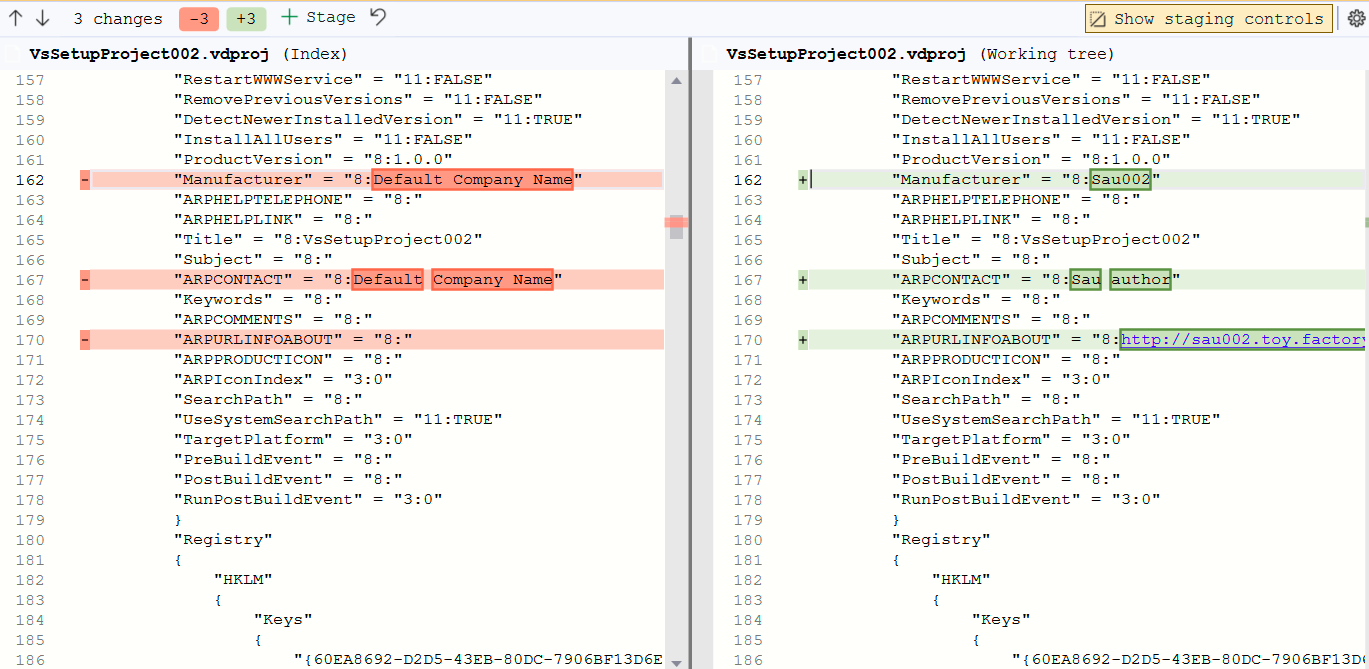 3 changes −3 +3 Stage Show staging controls
VsSetupProject002.vdproj (Index)
157 "RestartWWWService" = "11:FALSE"
158 "RemovePreviousVersions" = "11:FALSE"
159 "DetectNewerInstalledVersion" = "11:TRUE"
160 "InstallAllUsers" = "11:FALSE"
161 "ProductVersion" = "8:1.0.0"
162 - "Manufacturer" = "8:Default Company Name"
163 "ARPHELPTELEPHONE" = "8:"
164 "ARPHELPLINK" = "8:"
165 "Title" = "8:VsSetupProject002"
166 "Subject" = "8:"
167 - "ARPCONTACT" = "8:Default Company Name"
168 "Keywords" = "8:"
169 "ARPCOMMENTS" = "8:"
170 - "ARPURLINFOABOUT" = "8:"
171 "ARPPRODUCTICON" = "8:"
172 "ARPIconIndex" = "3:0"
173 "SearchPath" = "8:"
174 "UseSystemSearchPath" = "11:TRUE"
175 "TargetPlatform" = "3:0"
176 "PreBuildEvent" = "8:"
177 "PostBuildEvent" = "8:"
178 "RunPostBuildEvent" = "3:0"
179 }
180 "Registry"
181 {
182 "HKLM"
183 {
184 "Keys"
185 {
186 "{60EA8692-D2D5-43EB-80DC-7906BF13D6E
VsSetupProject002.vdproj (Working tree)
157 "RestartWWWService" = "11:FALSE"
158 "RemovePreviousVersions" = "11:FALSE"
159 "DetectNewerInstalledVersion" = "11:TRUE"
160 "InstallAllUsers" = "11:FALSE"
161 "ProductVersion" = "8:1.0.0"
162 + "Manufacturer" = "8:Sau002"
163 "ARPHELPTELEPHONE" = "8:"
164 "ARPHELPLINK" = "8:"
165 "Title" = "8:VsSetupProject002"
166 "Subject" = "8:"
167 + "ARPCONTACT" = "8:Sau author"
168 "Keywords" = "8:"
169 "ARPCOMMENTS" = "8:"
170 + "ARPURLINFOABOUT" = "8:http://sau002.toy.factory
171 "ARPPRODUCTICON" = "8:"
172 "ARPIconIndex" = "3:0"
173 "SearchPath" = "8:"
174 "UseSystemSearchPath" = "11:TRUE"
175 "TargetPlatform" = "3:0"
176 "PreBuildEvent" = "8:"
177 "PostBuildEvent" = "8:"
178 "RunPostBuildEvent" = "3:0"
179 }
180 "Registry"
181 {
182 "HKLM"
183 {
184 "Keys"
185 {
186 "{60EA8692-D2D5-43EB-80DC-7906BF13D